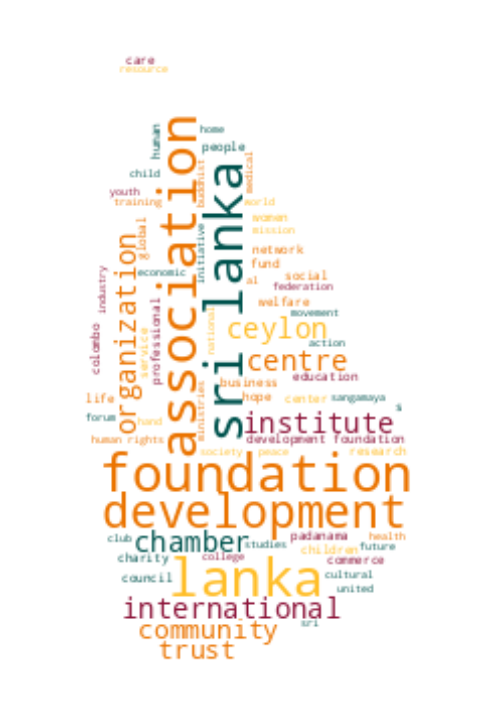 care
resource
human
home
people
child
association
buddhist
medical
sri lanka
youth
training
world
women
mission
global
organization
initiative
network
fund
al
social
federation
economic
industry
colombo
professional
service
welfare
movement
national
ceylon
action
centre
education
business
life
hope
center
sangamaya
s
ministries
forum
hand
institute
human rights
development foundation
society
peace
research
foundation
development
club
chamber
studies
padanama
health
children
future
charity
college
commerce
council
lanka
cultural
united
international
sri
community
trust